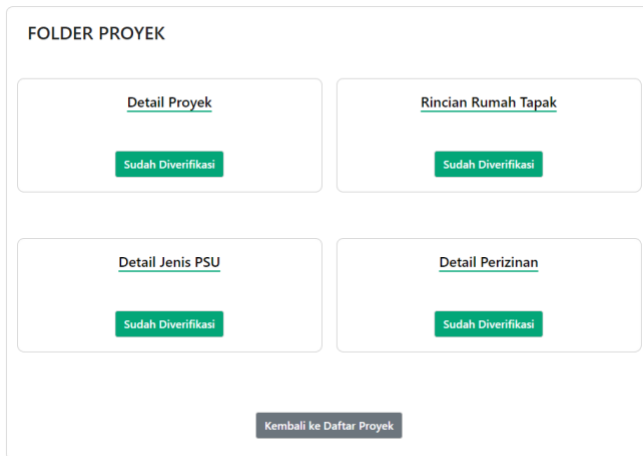 FOLDER PROYEK
Detail Proyek
Sudah Diverifikasi
Rincian Rumah Tapak
Sudah Diverifikasi
Detail Jenis PSU
Sudah Diverifikasi
Detail Perizinan
Sudah Diverifikasi
Kembali ke Daftar Proyek